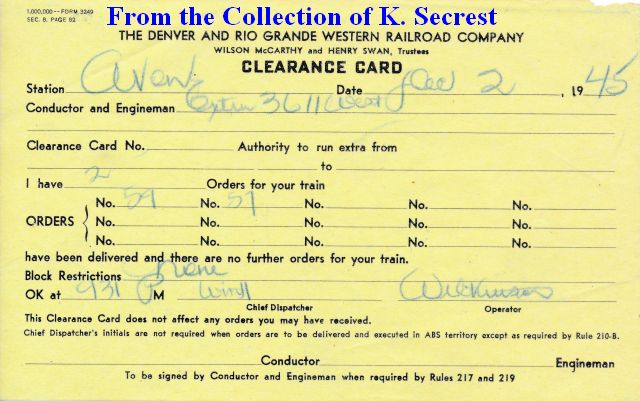 From the Collection of K. Secrest
1,000,000—FORM 3249
SEC. 8, PAGE 82
THE DENVER AND RIO GRANDE WESTERN RAILROAD COMPANY
WILSON McCARTHY and HENRY SWAN, Trustees
CLEARANCE CARD
Station Avon Date Dec 2, 1945
Conductor and Engineman Extra 3611 West
Clearance Card No. Authority to run extra from
to
I have 2 Orders for your train
No. 54 No. 57 No. No. No.
ORDERS No. No. No. No. No.
No. No. No. No. No.
have been delivered and there are no further orders for your train.
Block Restrictions None
OK at 931 P M Wilkinson
Chief Dispatcher Operator
This Clearance Card does not affect any orders you may have received.
Chief Dispatcher's initials are not required when orders are to be delivered and executed in ABS territory except as required by Rule 210-B.
Conductor Engineman
To be signed by Conductor and Engineman when required by Rules 217 and 219